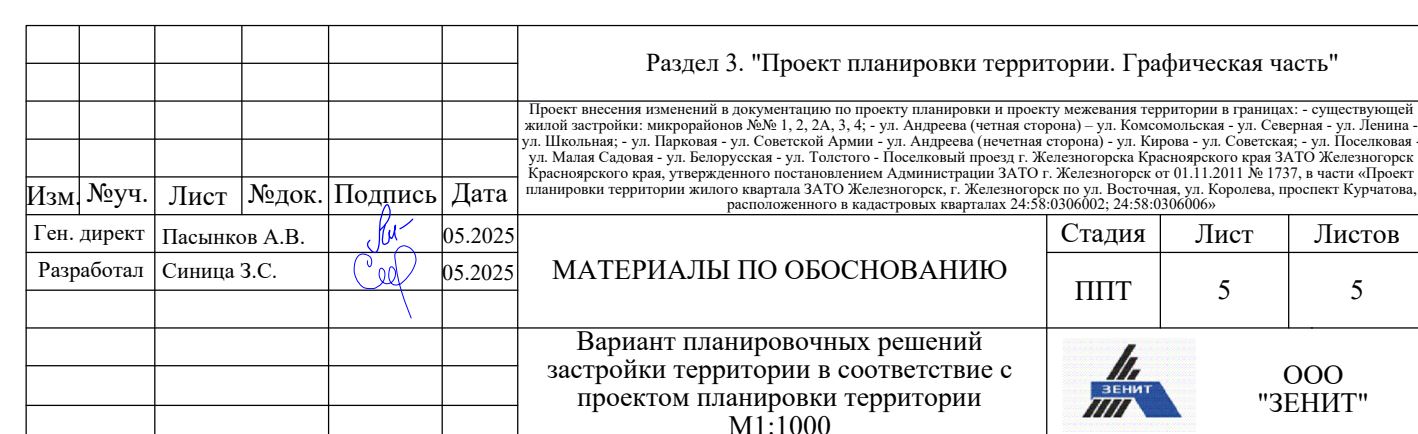 Раздел 3. "Проект планировки территории. Графическая часть"
Проект внесения изменений в документацию по проекту планировки и проекту межевания территории в границах: - существующей
жилой застройки: микрорайонов №№ 1, 2, 2А, 3, 4; - ул. Андреева (четная сторона) – ул. Комсомольская - ул. Северная - ул. Ленина -
ул. Школьная; - ул. Парковая - ул. Советской Армии - ул. Андреева (нечетная сторона) - ул. Кирова - ул. Советская; - ул. Поселковая -
ул. Малая Садовая - ул. Белорусская - ул. Толстого - Поселковый проезд г. Железногорска Красноярского края ЗАТО Железногорск
Красноярского края, утвержденного постановлением Администрации ЗАТО г. Железногорск от 01.11.2011 № 1737, в части «Проект
планировки территории жилого квартала ЗАТО Железногорск, г. Железногорск по ул. Восточная, ул. Королева, проспект Курчатова,
расположенного в кадастровых кварталах 24:58:0306002; 24:58:0306006»
Изм. №уч. Лист №док. Подпись Дата
Ген. директ Пасынков А.В. 05.2025
Разработал Синица З.С. 05.2025
МАТЕРИАЛЫ ПО ОБОСНОВАНИЮ
Стадия Лист Листов
ППТ 5 5
Вариант планировочных решений
застройки территории в соответствие с
проектом планировки территории
М1:1000
ЗЕНИТ
ООО
"ЗЕНИТ"